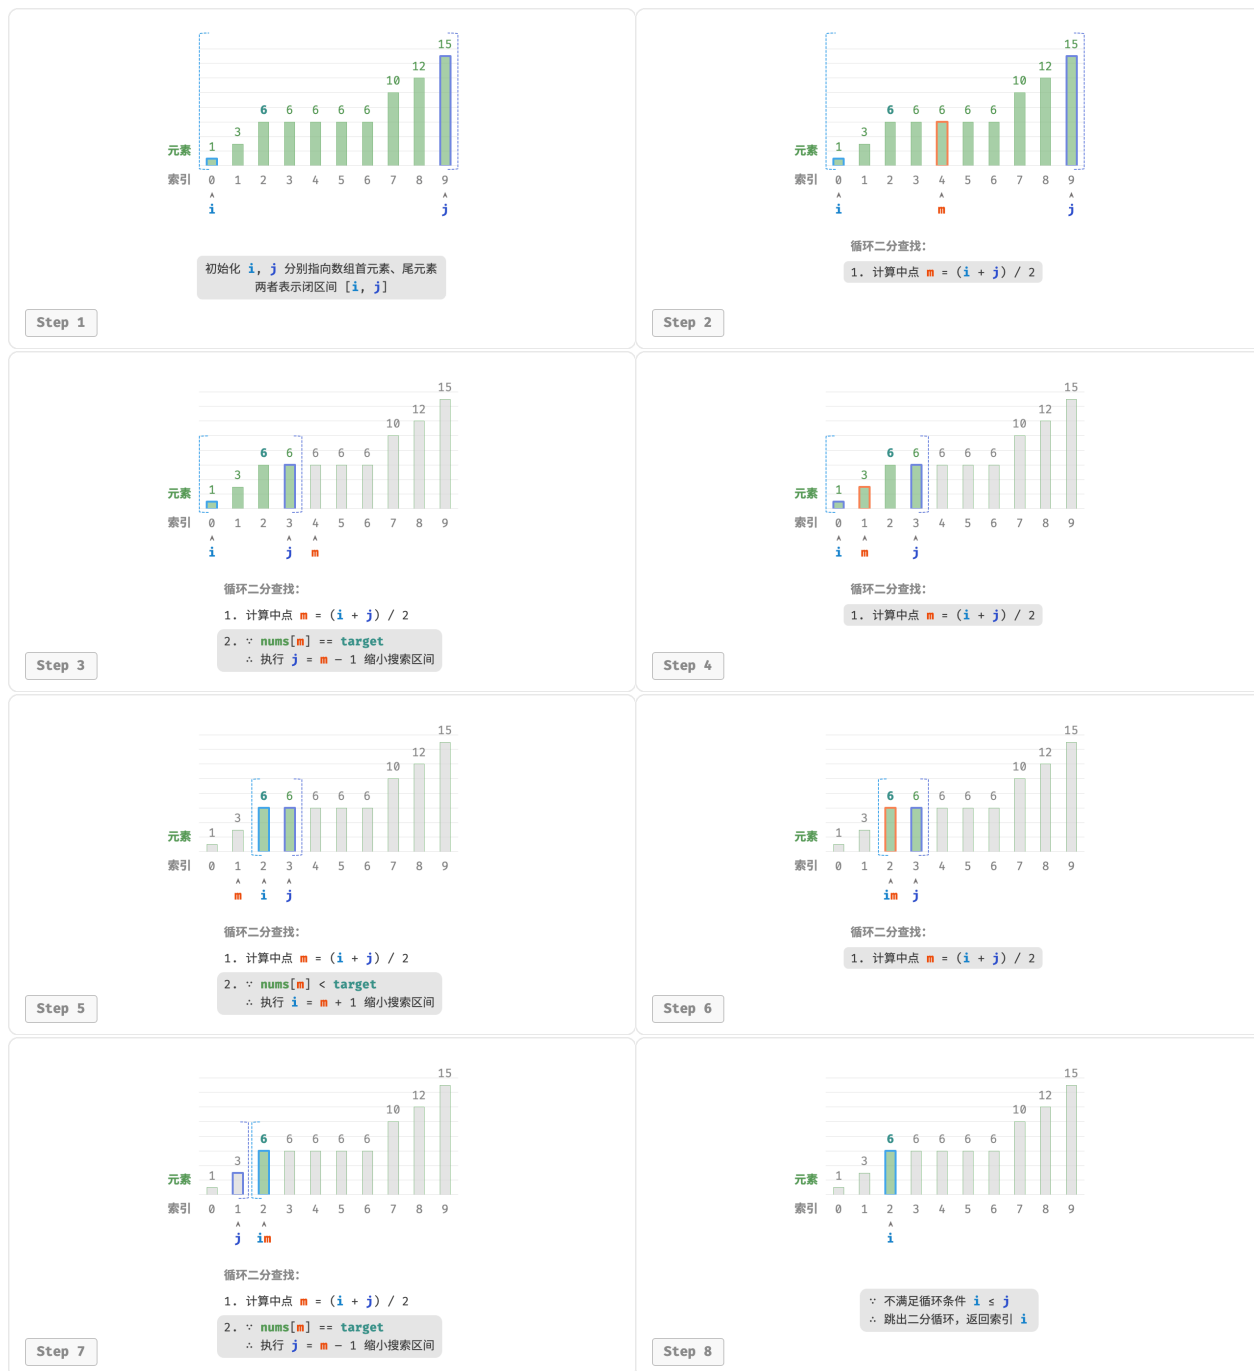 15
12
10
6 6 6 6 6
3
元素 1
索引 0 1 2 3 4 5 6 7 8 9
i j
初始化 i, j 分别指向数组首元素、尾元素
两者表示闭区间 [i, j]
Step 1
15
12
10
6 6 6 6 6
3
元素 1
索引 0 1 2 3 4 5 6 7 8 9
i m j
循环二分查找:
1. 计算中点 m = (i + j) / 2
Step 2
15
12
10
6 6 6 6 6
3
元素 1
索引 0 1 2 3 4 5 6 7 8 9
i j m
循环二分查找:
1. 计算中点 m = (i + j) / 2
2. ∵ nums[m] == target
∴ 执行 j = m − 1 缩小搜索区间
Step 3
15
12
10
6 6 6 6 6
3
元素 1
索引 0 1 2 3 4 5 6 7 8 9
i m j
循环二分查找:
1. 计算中点 m = (i + j) / 2
Step 4
15
12
10
6 6 6 6 6
3
元素 1
索引 0 1 2 3 4 5 6 7 8 9
m i j
循环二分查找:
1. 计算中点 m = (i + j) / 2
2. ∵ nums[m] < target
∴ 执行 i = m + 1 缩小搜索区间
Step 5
15
12
10
6 6 6 6 6
3
元素 1
索引 0 1 2 3 4 5 6 7 8 9
im j
循环二分查找:
1. 计算中点 m = (i + j) / 2
Step 6
15
12
10
6 6 6 6 6
3
元素 1
索引 0 1 2 3 4 5 6 7 8 9
j im
循环二分查找:
1. 计算中点 m = (i + j) / 2
2. ∵ nums[m] == target
∴ 执行 j = m − 1 缩小搜索区间
Step 7
15
12
10
6 6 6 6 6
3
元素 1
索引 0 1 2 3 4 5 6 7 8 9
i
∵ 不满足循环条件 i ≤ j
∴ 跳出二分循环，返回索引 i
Step 8